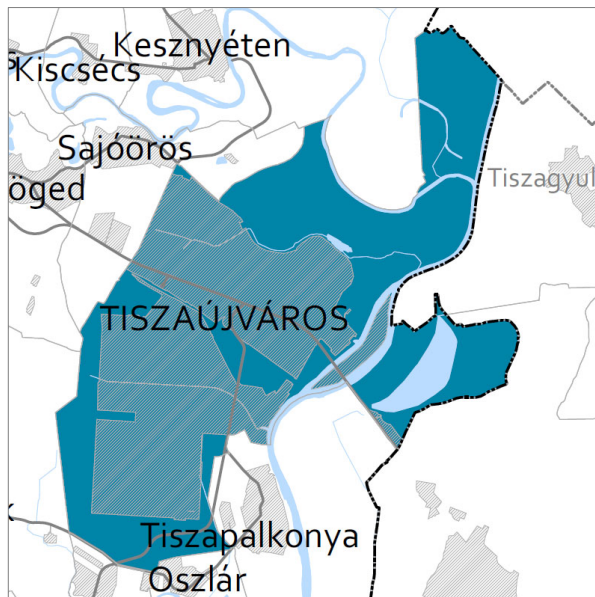 Kesznyéten
Kiscsécs
Sajóörös
öged
Tiszagyul
TISZAÚJVÁROS
Tiszapalkonya
Oszlár